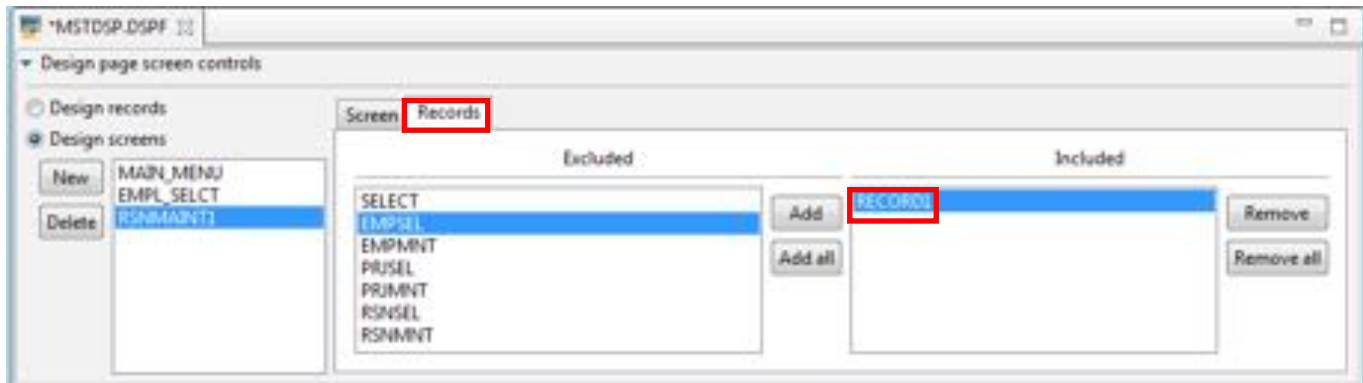 *MSTDSP.DSPF
Design page screen controls
Design records
Design screens
New
Delete
MAIN_MENU
EMPL_SELCT
RSNMAINT1
Screen
Records
Excluded
SELECT
EMPSEL
EMPMNT
PRJSEL
PRJMNT
RSNSEL
RSNMNT
Add
Add all
Included
RECORD1
Remove
Remove all